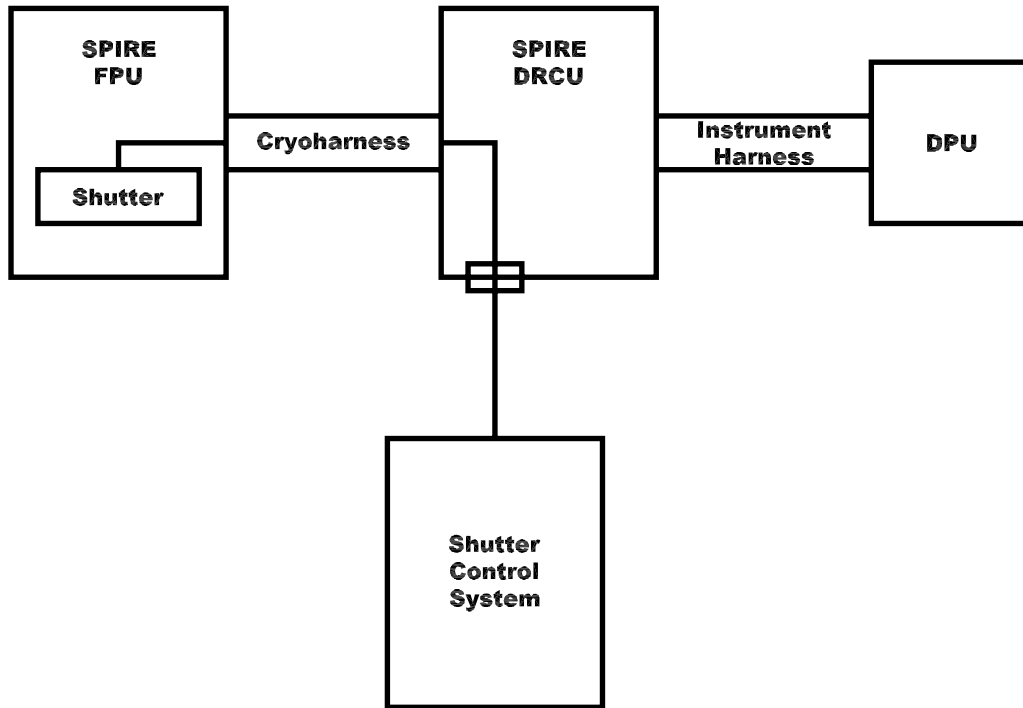 SPIRE
FPU
SPIRE
DRCU
Cryoharness
Instrument
Harness
DPU
Shutter
Shutter
Control
System